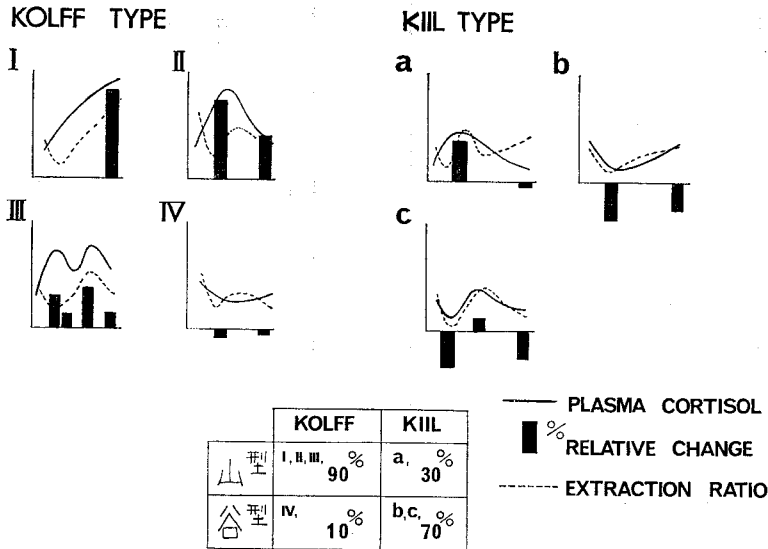 KOLFF TYPE
KIIL TYPE
I
II
a
b
III
IV
c
PLASMA CORTISOL
% RELATIVE CHANGE
EXTRACTION RATIO
KOLFF KIIL
山型 I, II, III, 90% a, 30%
谷型 IV, 10% b,c, 70%